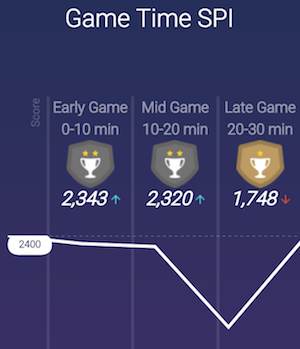 Game Time SPI
Score
Early Game Mid Game Late Game
0-10 min 10-20 min 20-30 min
2,343 2,320 1,748
2400